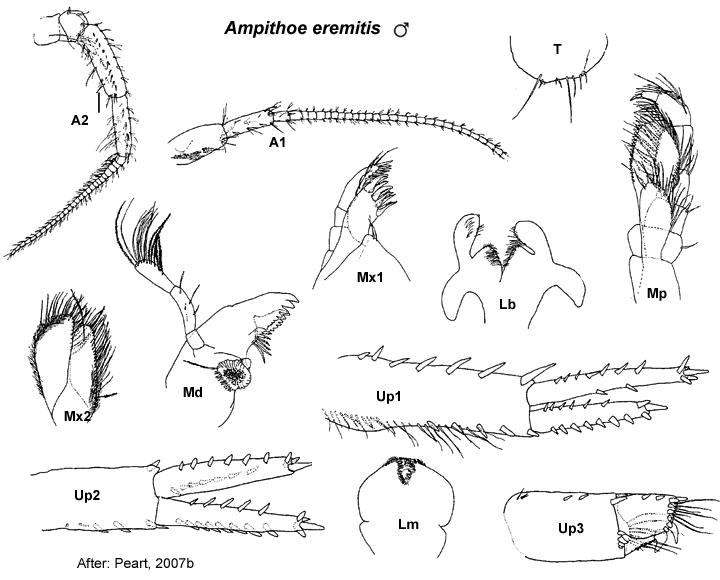 Ampithoe eremitis ♂
T
A2
A1
Mx1
Lb
Mp
Mx2
Md
Up1
Up2
Lm
Up3
After: Peart, 2007b